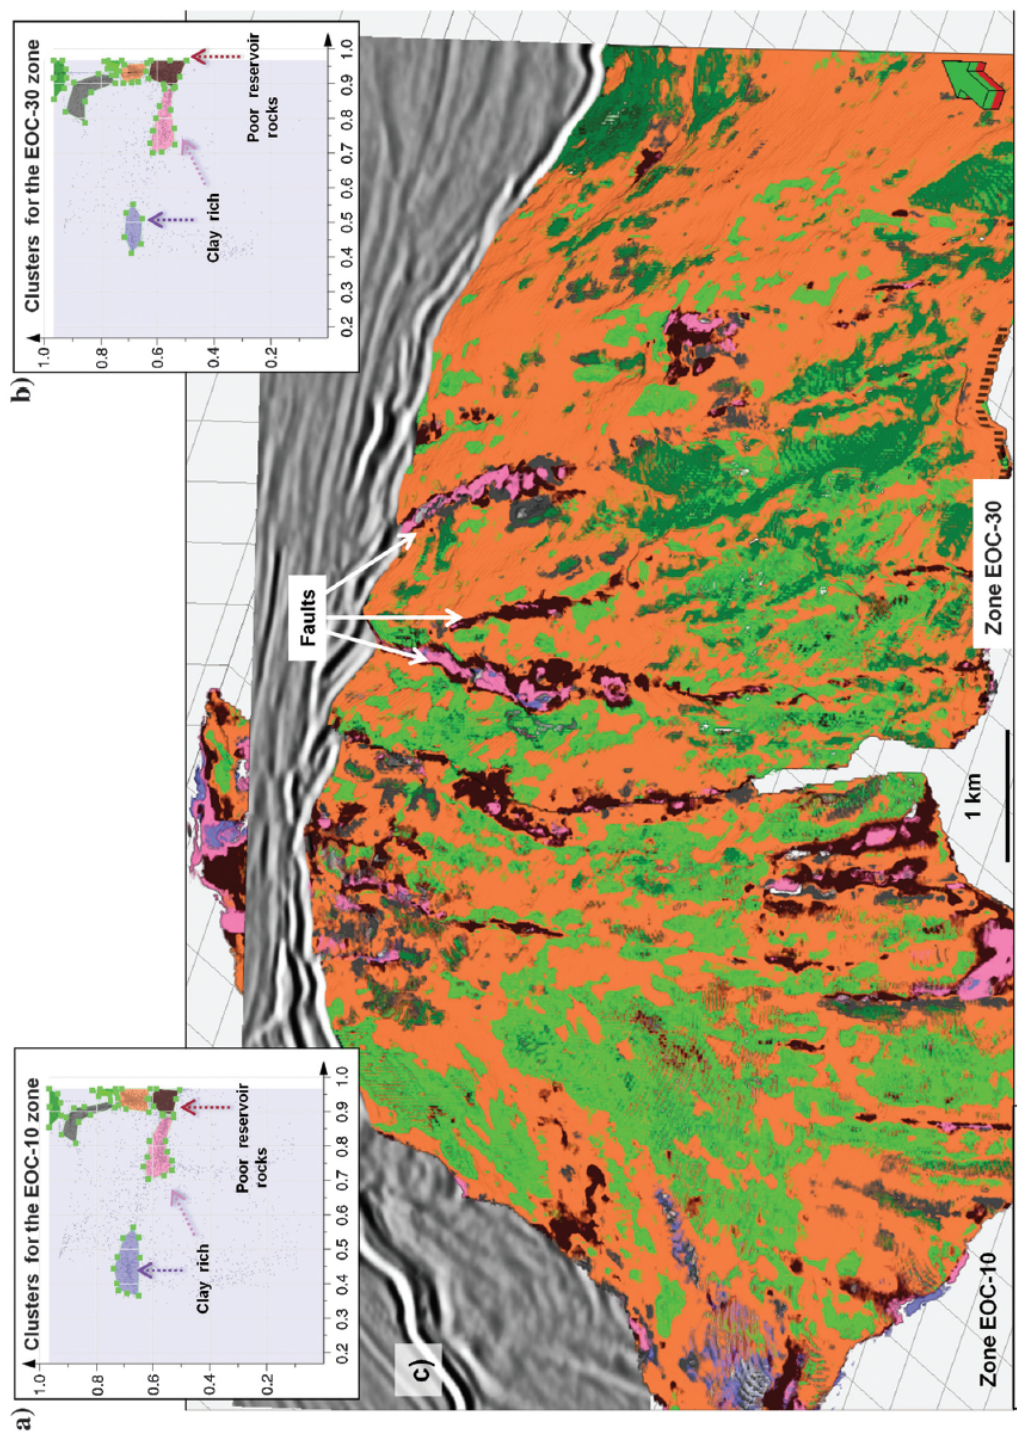 a)
Clusters for the EOC-10 zone
1.0
0.8
0.6
0.4
0.2
0.2
0.3
0.4
0.5
0.6
0.7
0.8
0.9
1.0
Clay rich
Poor reservoir
rocks
b)
Clusters for the EOC-30 zone
1.0
0.8
0.6
0.4
0.2
0.2
0.3
0.4
0.5
0.6
0.7
0.8
0.9
1.0
Clay rich
Poor reservoir
rocks
c)
Faults
Zone EOC-10
1 km
Zone EOC-30